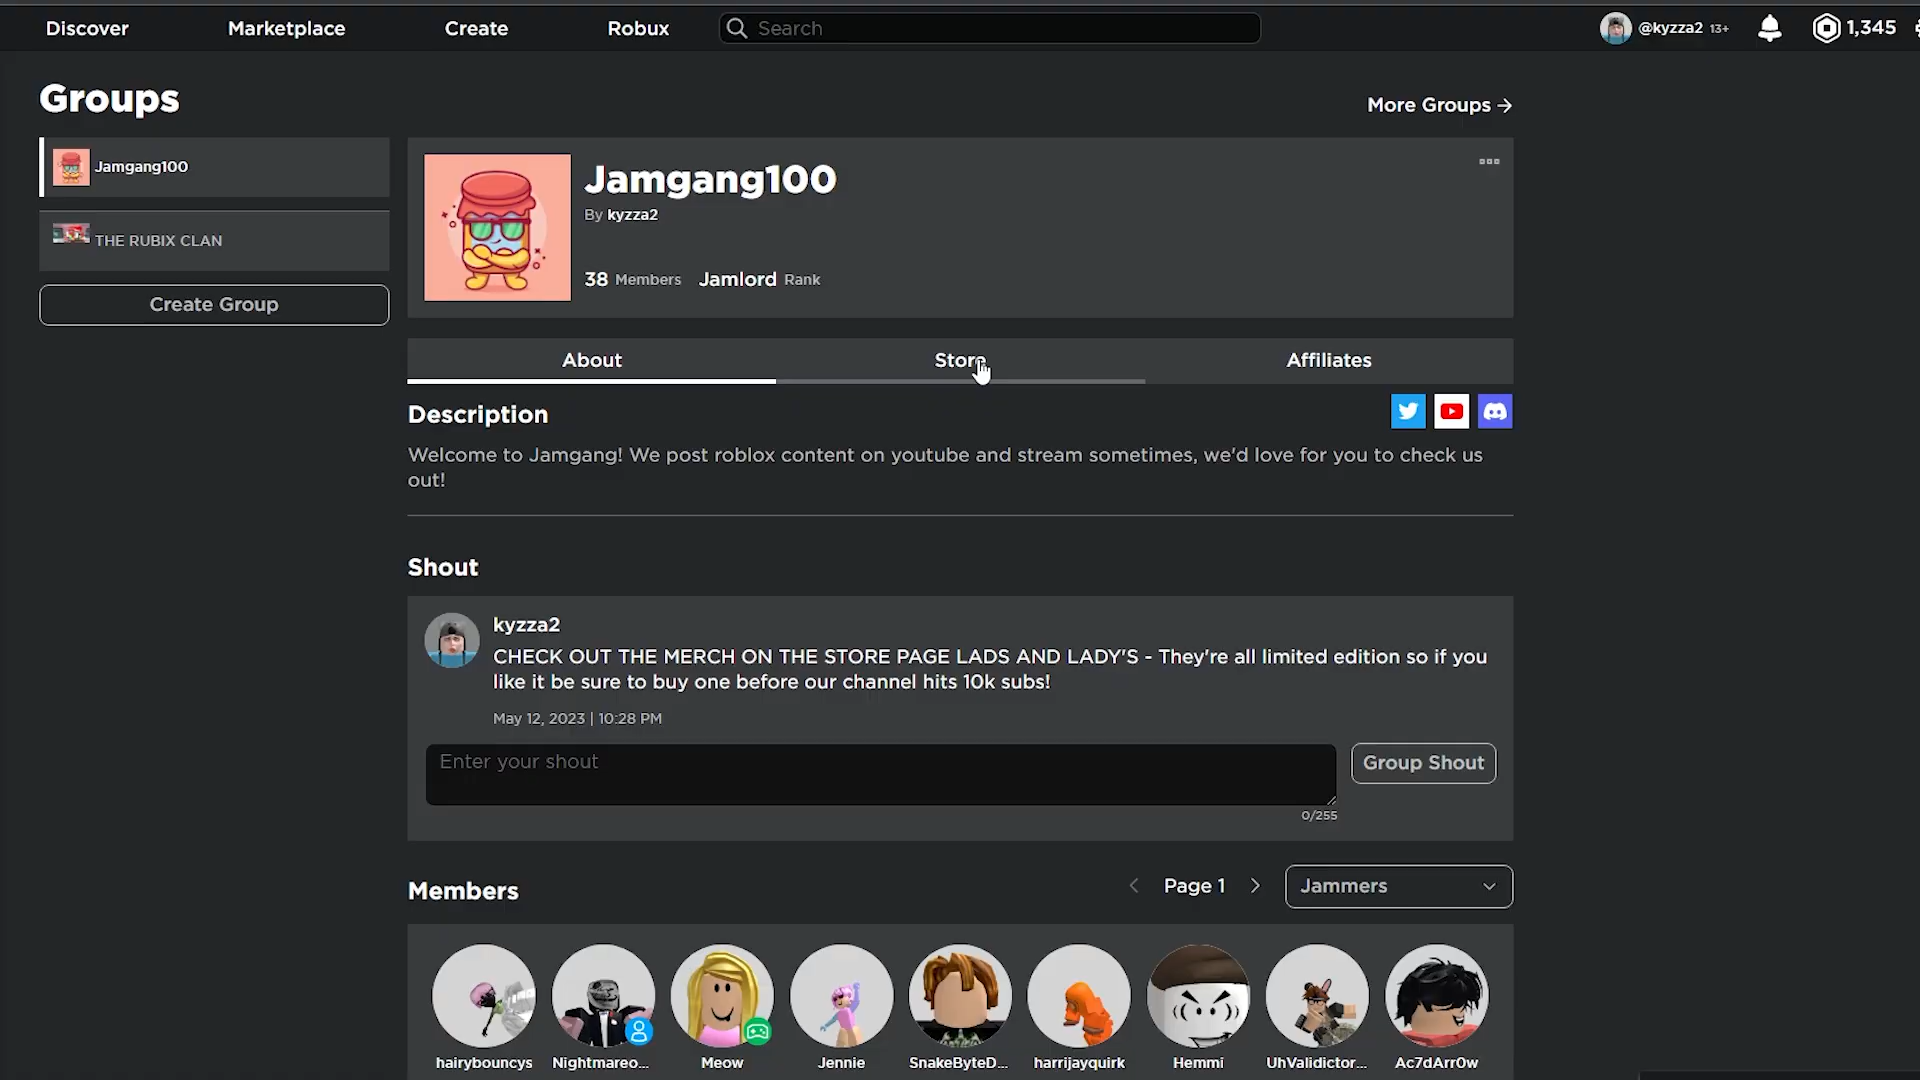 Discover Marketplace Create Robux Search @kyzza2 13+ 1,345
Groups
More Groups →
Jamgang100
THE RUBIX CLAN
Create Group
Jamgang100
By kyzza2
38 Members Jamlord Rank
About Store Affiliates
Description
Welcome to Jamgang! We post roblox content on youtube and stream sometimes, we'd love for you to check us
out!
Shout
kyzza2
CHECK OUT THE MERCH ON THE STORE PAGE LADS AND LADY'S - They're all limited edition so if you
like it be sure to buy one before our channel hits 10k subs!
May 12, 2023 | 10:28 PM
Enter your shout
Group Shout
0/255
Members
Page 1
Jammers
hairybouncys Nightmareo... Meow Jennie SnakeByteD... harrijayquirk Hemmi UhValidictor... Ac7dArr0w